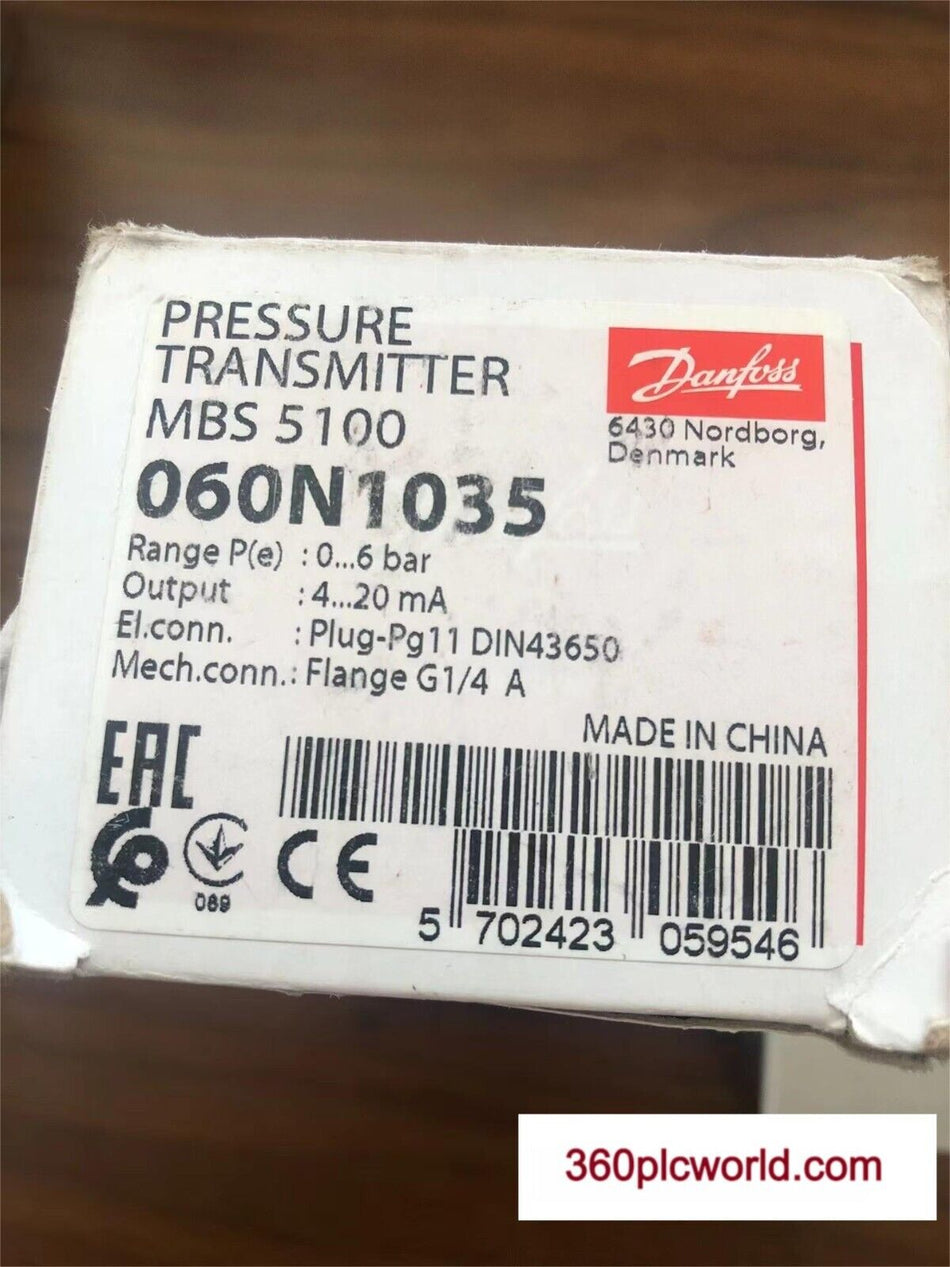 PRESSURE
TRANSMITTER
MBS 5100
060N1035
Danfoss
6430 Nordborg,
Denmark
Range P(e) : 0...6 bar
Output : 4...20 mA
El.conn. : Plug-Pg11 DIN43650
Mech.conn.: Flange G1/4 A
MADE IN CHINA
EAC
089
CE
5 702423 059546
360plcworld.com